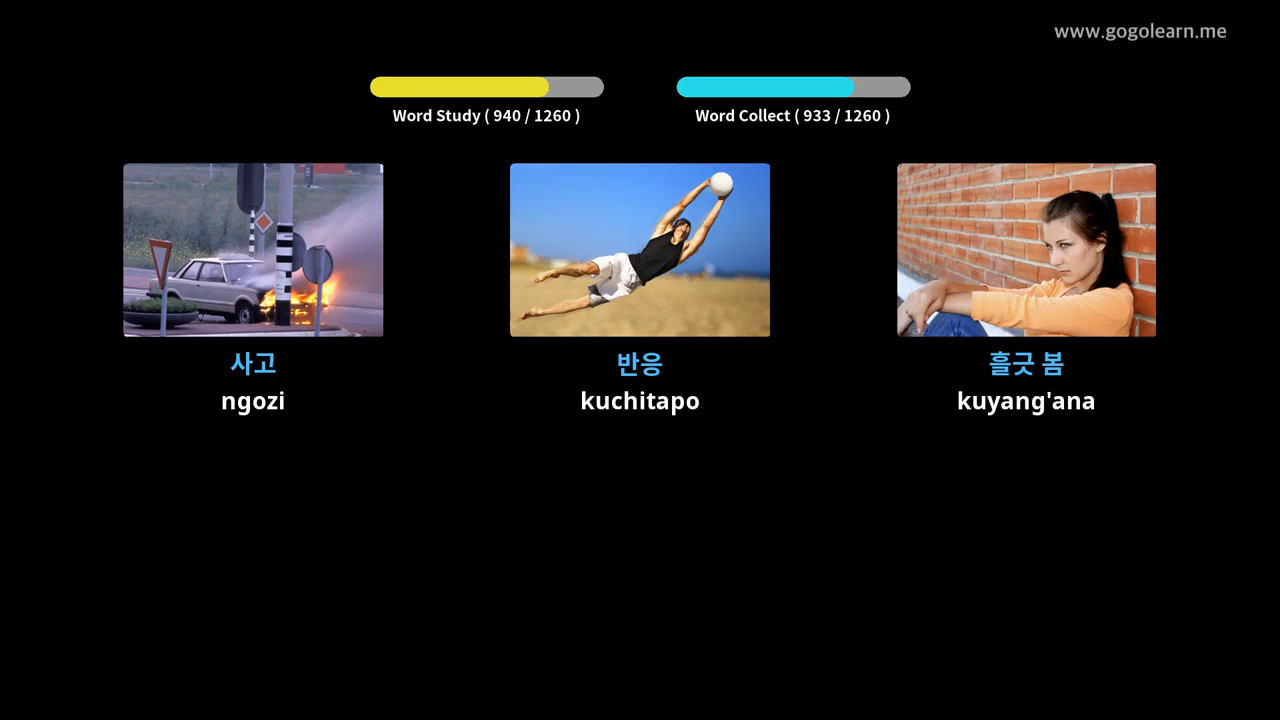 www.gogolearn.me
Word Study ( 940 / 1260 )
Word Collect ( 933 / 1260 )
사고
ngozi
반응
kuchitapo
흘긋 봄
kuyang'ana